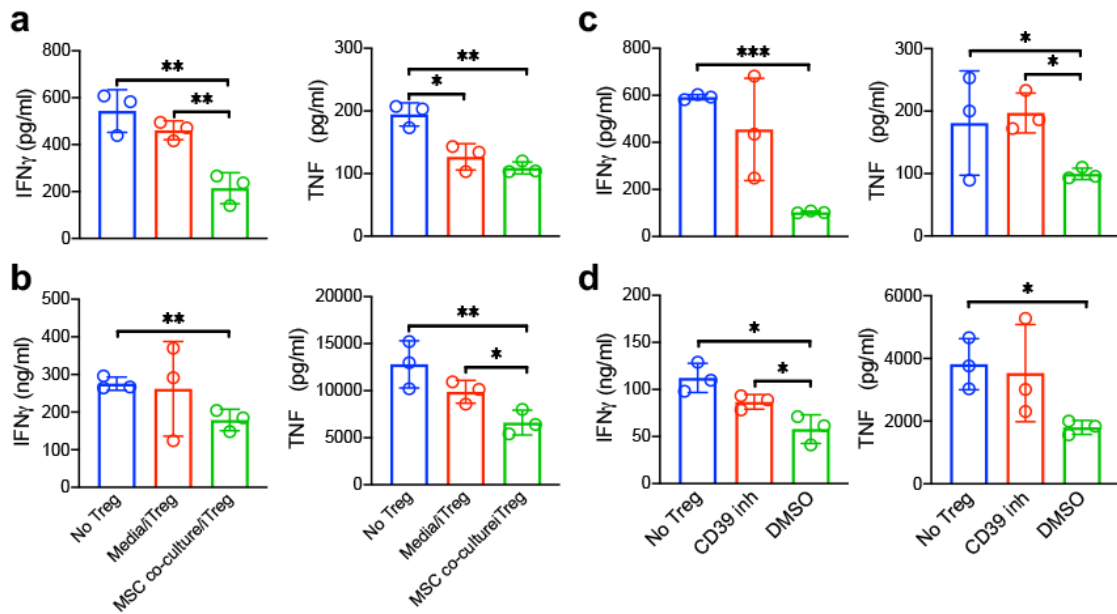 a
800
600
400
200
0
IFNγ (pg/ml)
**
**
300
200
100
0
TNF (pg/ml)
**
*
c
800
600
400
200
0
IFNγ (pg/ml)
***
300
200
100
0
TNF (pg/ml)
*
*
b
500
400
300
200
100
0
IFNγ (ng/ml)
**
No Treg
Media/iTreg
MSC co-culture/iTreg
20000
15000
10000
5000
0
TNF (pg/ml)
**
*
No Treg
Media/iTreg
MSC co-culture/iTreg
d
200
150
100
50
0
IFNγ (ng/ml)
*
*
No Treg
CD39 inh
DMSO
6000
4000
2000
0
TNF (pg/ml)
*
No Treg
CD39 inh
DMSO